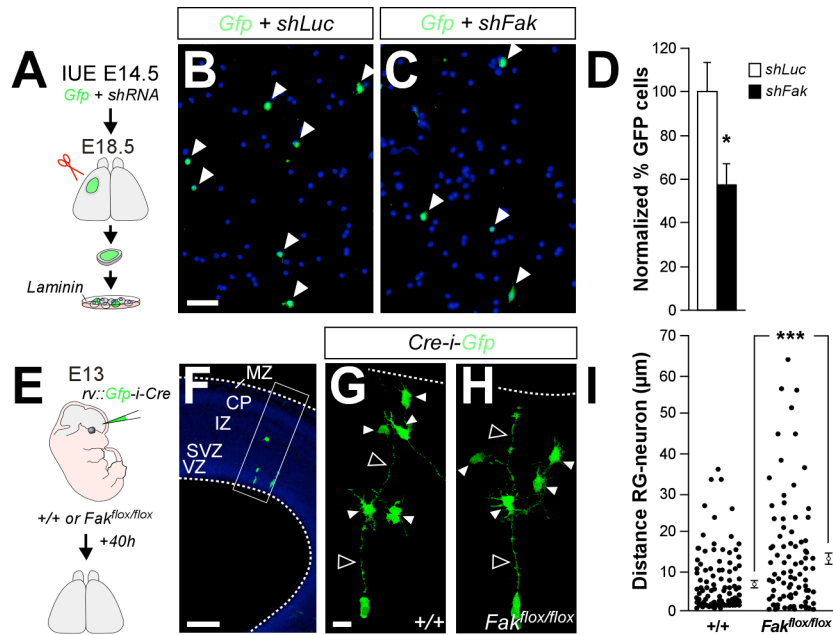 Gfp + shLuc
Gfp + shFak
A
IUE E14.5
Gfp + shRNA
E18.5
Laminin
B
C
D
Normalized % GFP cells
120
100
80
60
40
20
0
shLuc
shFak
*
E
E13
rv::Gfp-i-Cre
+/+ or Fakflox/flox
+40h
F
MZ
CP
IZ
SVZ
VZ
Cre-i-Gfp
G
+/+
H
Fakflox/flox
I
Distance RG-neuron (µm)
70
60
50
40
30
20
10
0
***
+/+
Fakflox/flox